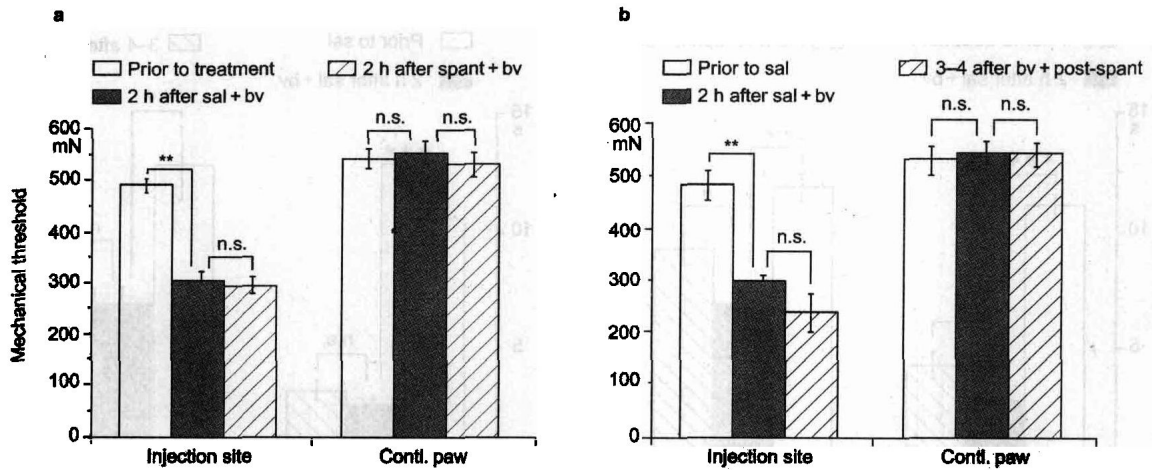 a
Prior to treatment
2 h after spant + bv
2 h after sal + bv
Mechanical threshold
600
mN
500
400
300
200
100
0
**
n.s.
n.s.
n.s.
Injection site
Contl. paw
b
Prior to sal
3–4 after bv + post-spant
2 h after sal + bv
600
mN
500
400
300
200
100
0
**
n.s.
n.s.
n.s.
Injection site
Contl. paw